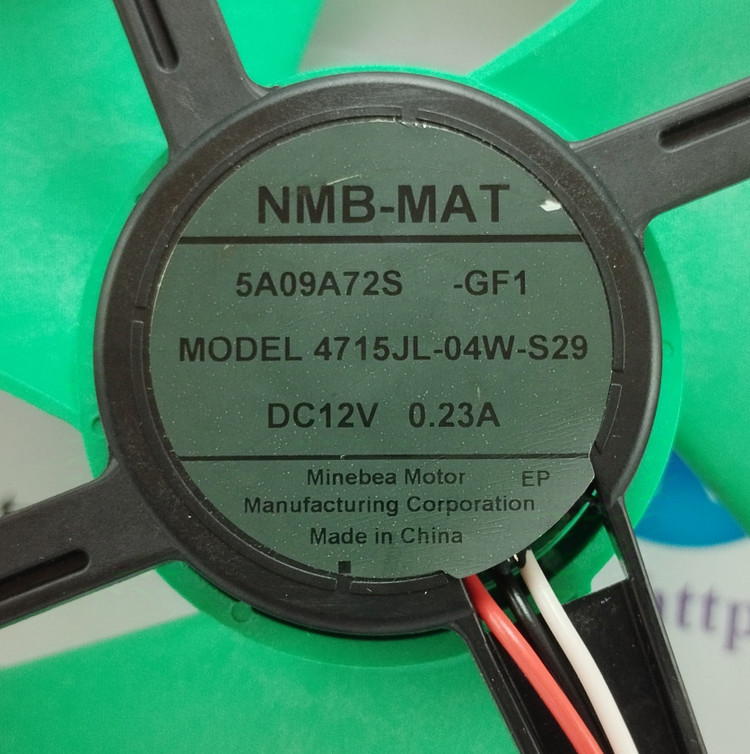 NMB-MAT
5A09A72S -GF1
MODEL 4715JL-04W-S29
DC12V 0.23A
Minebea Motor EP
Manufacturing Corporation
Made in China